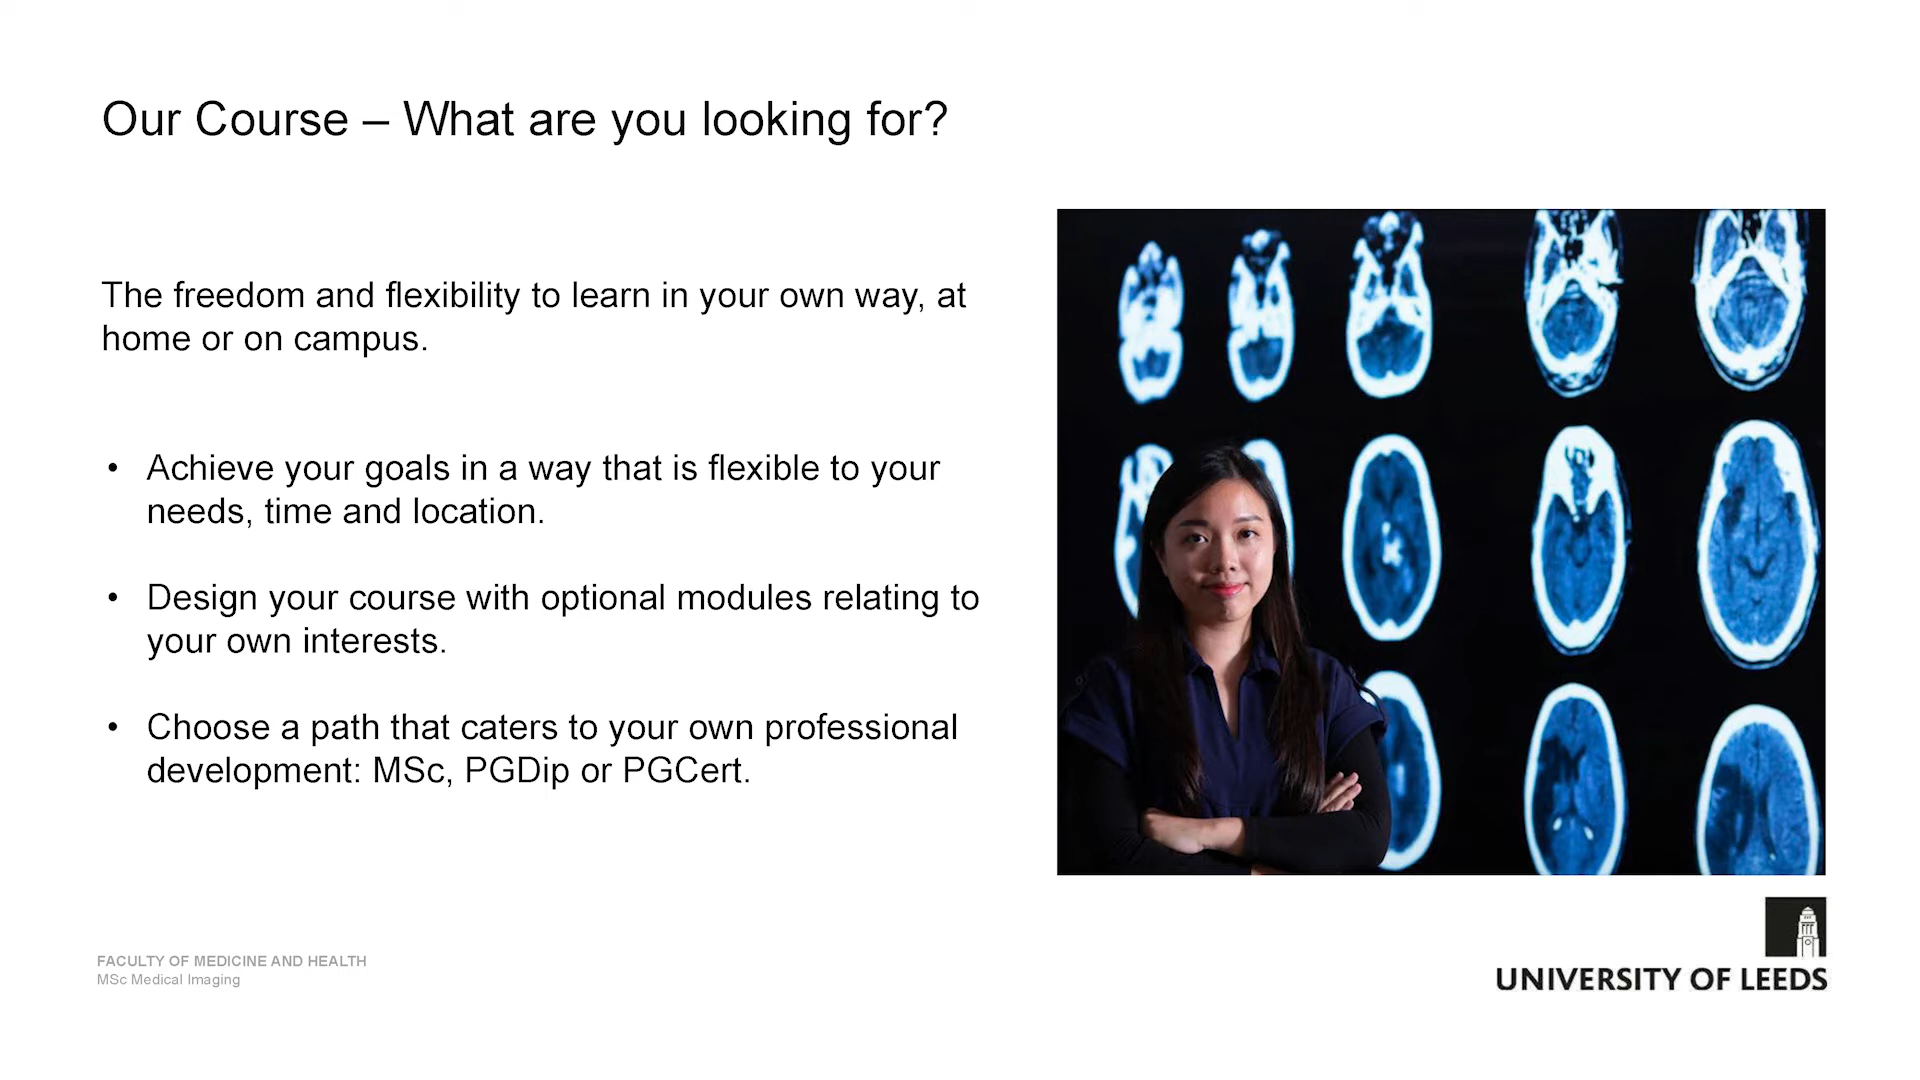 Our Course – What are you looking for?
The freedom and flexibility to learn in your own way, at
home or on campus.
• Achieve your goals in a way that is flexible to your
needs, time and location.
• Design your course with optional modules relating to
your own interests.
• Choose a path that caters to your own professional
development: MSc, PGDip or PGCert.
FACULTY OF MEDICINE AND HEALTH
MSc Medical Imaging
UNIVERSITY OF LEEDS